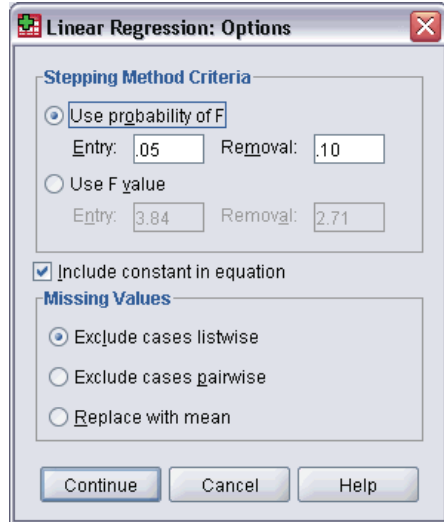 Linear Regression: Options
Stepping Method Criteria
Use probability of F
Entry: .05 Removal: .10
Use F value
Entry: 3.84 Removal: 2.71
Include constant in equation
Missing Values
Exclude cases listwise
Exclude cases pairwise
Replace with mean
Continue Cancel Help